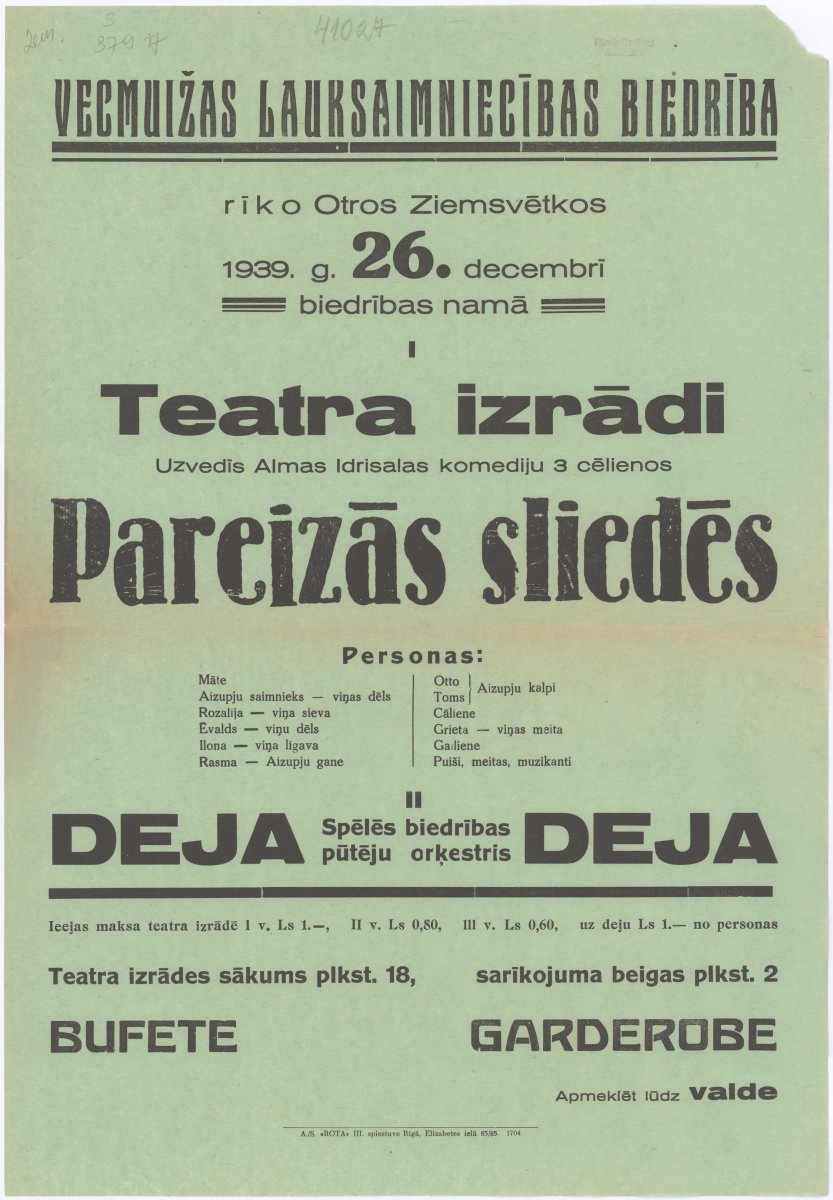 Zem. S 37917
41027
VECMUIŽAS LAUKSAIMNIECĪBAS BIEDRĪBA
rīko Otros Ziemsvētkos
1939. g. 26. decembrī
biedrības namā
I
Teatra izrādi
Uzvedīs Almas Idrisalas komediju 3 cēlienos
Pareizās sliedēs
Personas:
Māte
Aizupju saimnieks — viņas dēls
Rozalija — viņa sieva
Ēvalds — viņu dēls
Ilona — viņa līgava
Rasma — Aizupju gane
Otto
Toms
Aizupju kalpi
Cāliene
Grieta — viņas meita
Gailiene
Puiši, meitas, muzikanti
II
DEJA Spēlēs biedrības pūtēju orķestris DEJA
Ieejas maksa teatra izrādē I v. Ls 1.—, II v. Ls 0,80, III v. Ls 0,60, uz deju Ls 1.— no personas
Teatra izrādes sākums plkst. 18, sarīkojuma beigas plkst. 2
BUFETE GARDEROBE
Apmeklēt lūdz valde
A./S. «ROTA» III. spiestuve Rīgā, Elizabetes ielā 83/85. 1704